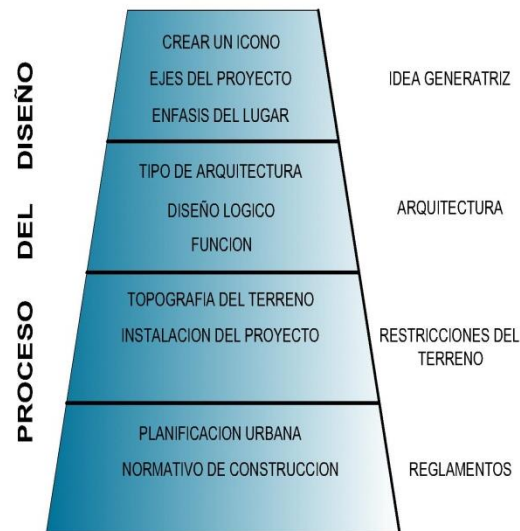 PROCESO DEL DISEÑO
CREAR UN ICONO
EJES DEL PROYECTO
ENFASIS DEL LUGAR
IDEA GENERATRIZ
TIPO DE ARQUITECTURA
DISEÑO LOGICO
FUNCION
ARQUITECTURA
TOPOGRAFIA DEL TERRENO
INSTALACION DEL PROYECTO
RESTRICCIONES DEL
TERRENO
PLANIFICACION URBANA
NORMATIVO DE CONSTRUCCION
REGLAMENTOS